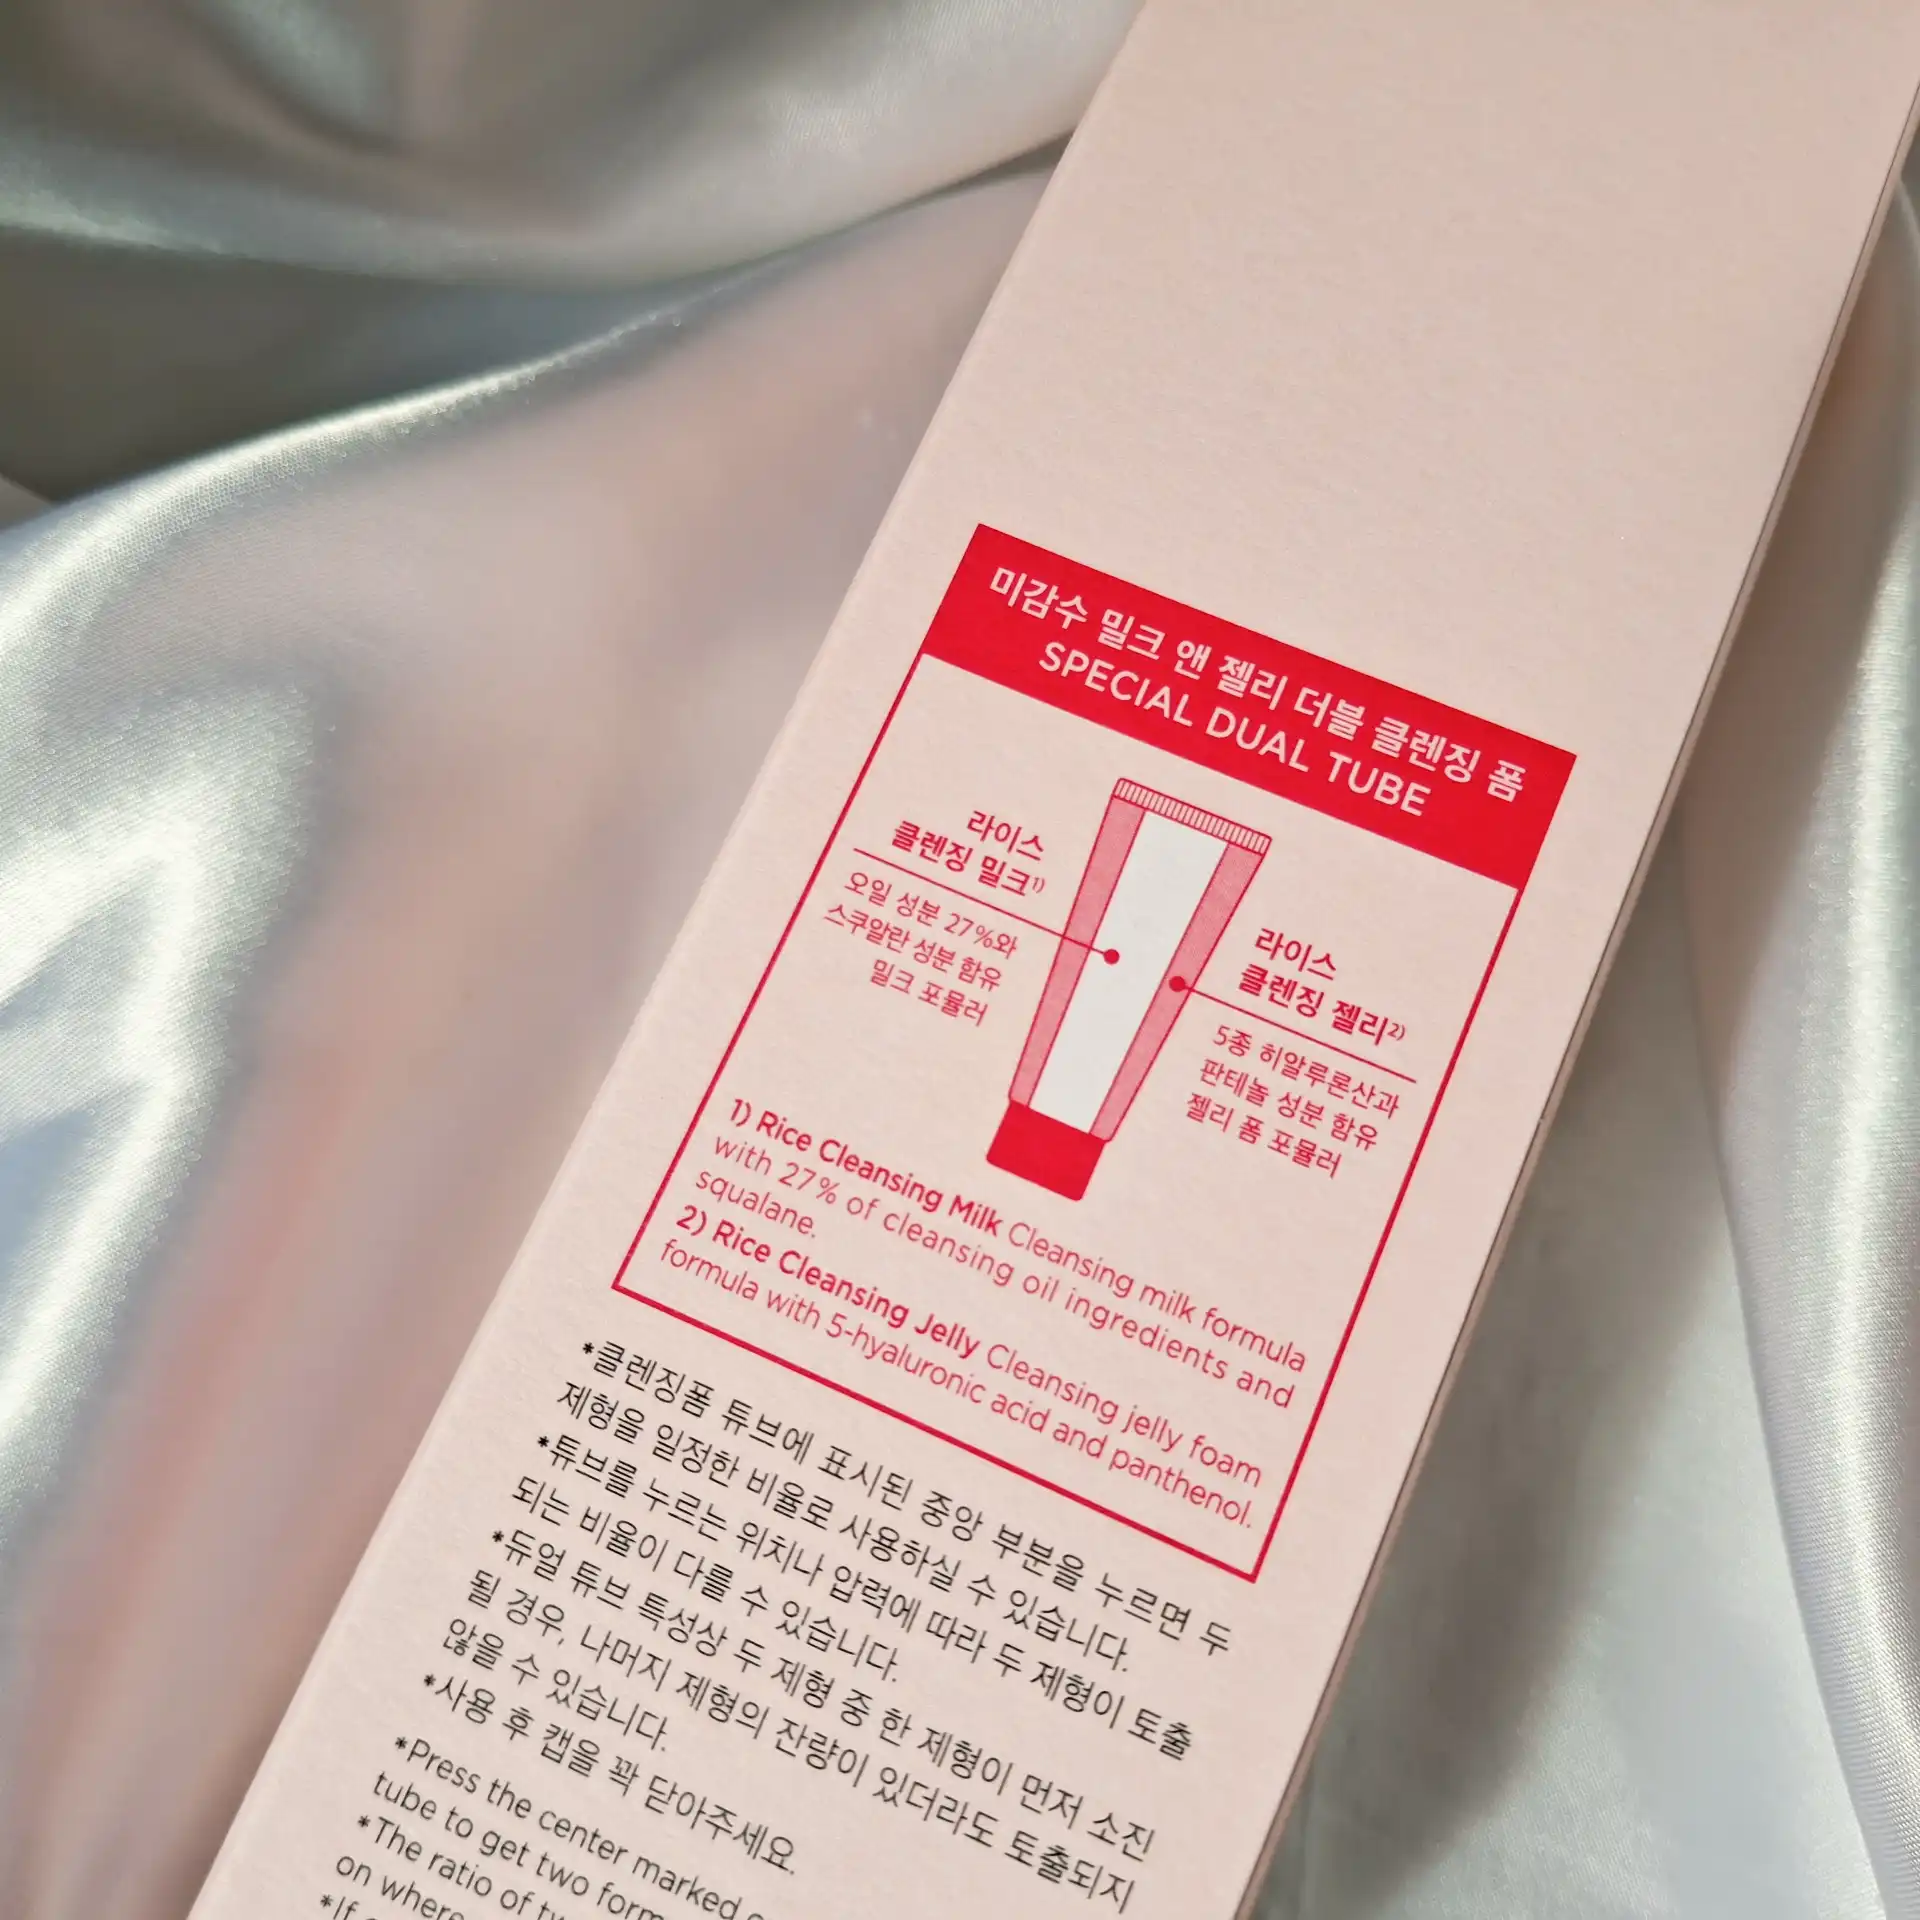 미감수 밀크 앤 젤리 더블 클렌징 폼
SPECIAL DUAL TUBE
라이스
클렌징 밀크1)
오일 성분 27%와
스쿠알란 성분 함유
밀크 포뮬러
라이스
클렌징 젤리2)
5종 히알루론산과
판테놀 성분 함유
젤리 폼 포뮬러
1) Rice Cleansing Milk Cleansing milk formula
with 27% of cleansing oil ingredients and
squalane.
2) Rice Cleansing Jelly Cleansing jelly foam
formula with 5-hyaluronic acid and panthenol.
*클렌징폼 튜브에 표시된 중앙 부분을 누르면 두
제형을 일정한 비율로 사용하실 수 있습니다.
*튜브를 누르는 위치나 압력에 따라 두 제형이 토출
되는 비율이 다를 수 있습니다.
*듀얼 튜브 특성상 두 제형 중 한 제형이 먼저 소진
될 경우, 나머지 제형의 잔량이 있더라도 토출되지
않을 수 있습니다.
*사용 후 캡을 꽉 닫아주세요.
*Press the center marked
tube to get two
*The ratio of
on where
*If